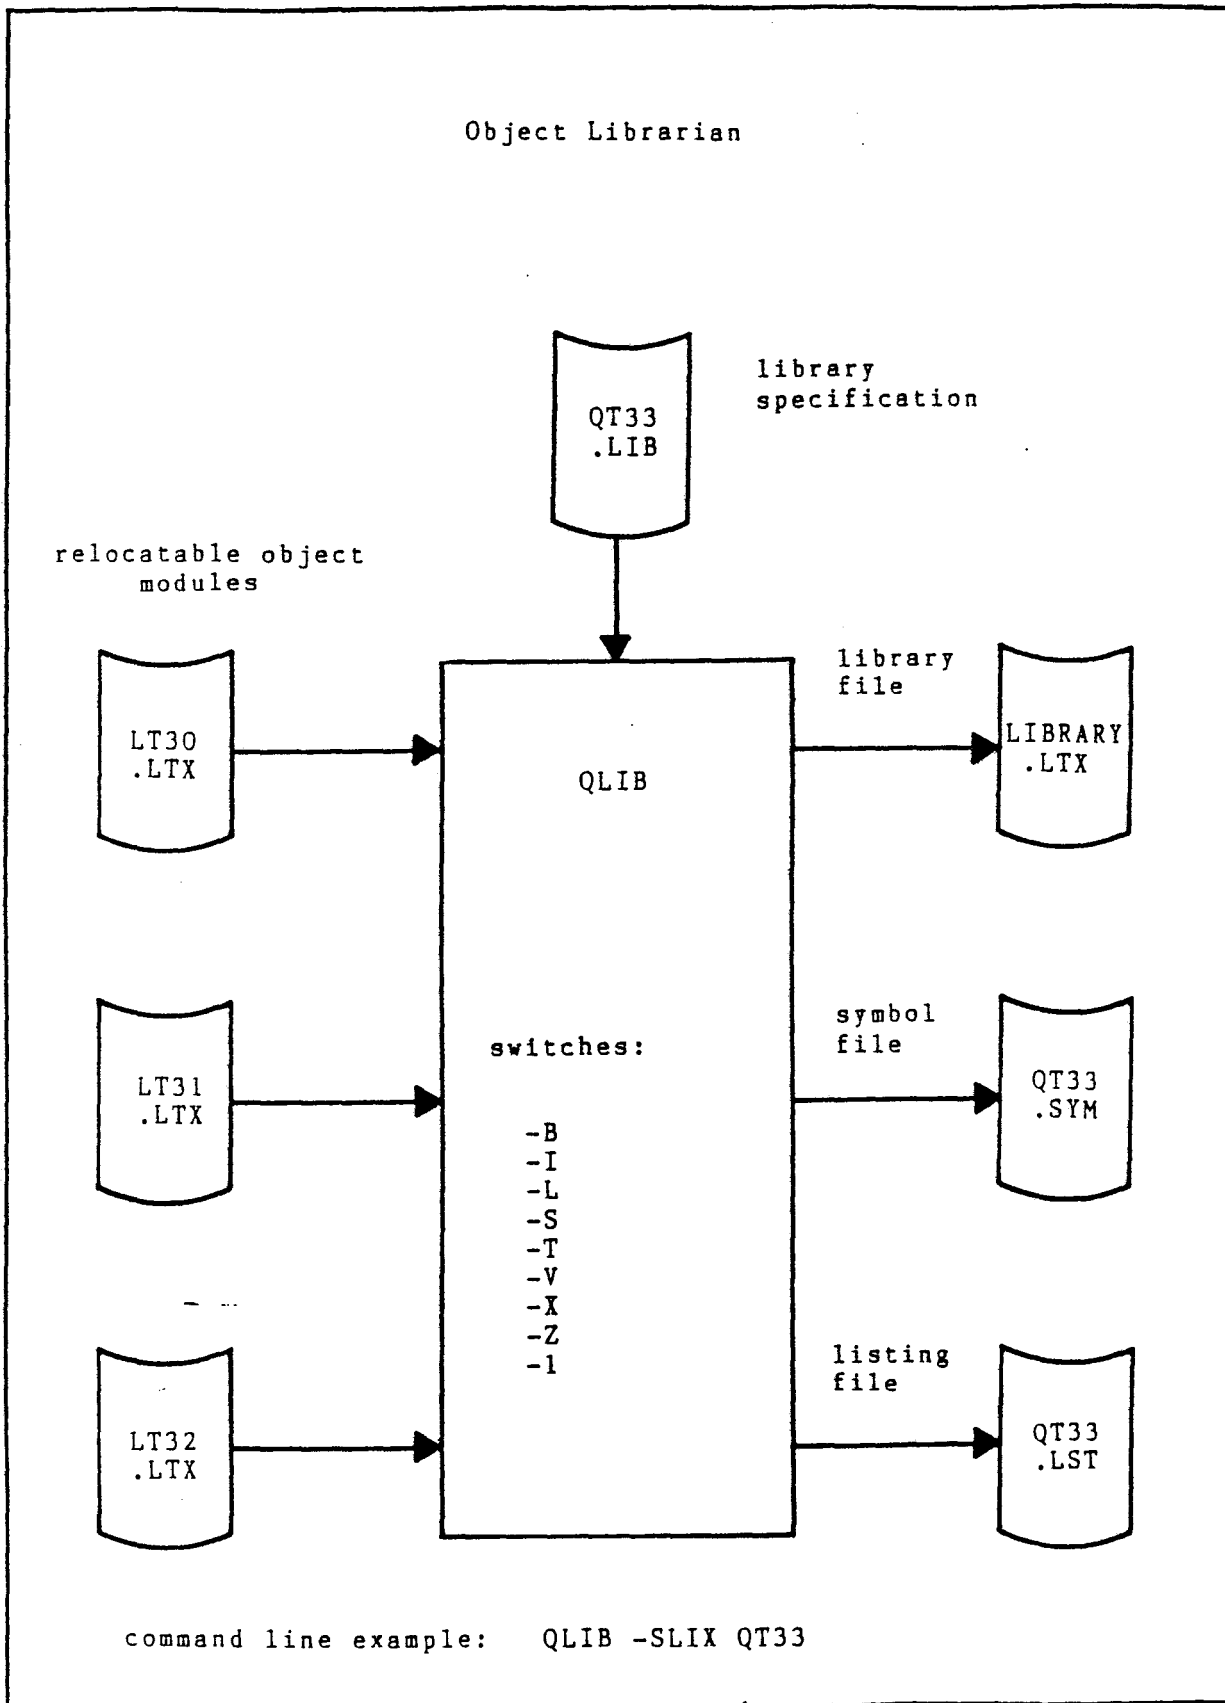 Object Librarian
QT33
.LIB
library
specification
relocatable object
modules
LT30
.LTX
LT31
.LTX
LT32
.LTX
QLIB
switches:
-B
-I
-L
-S
-T
-V
-X
-Z
-1
library
file
LIBRARY
.LTX
symbol
file
QT33
.SYM
listing
file
QT33
.LST
command line example: QLIB -SLIX QT33